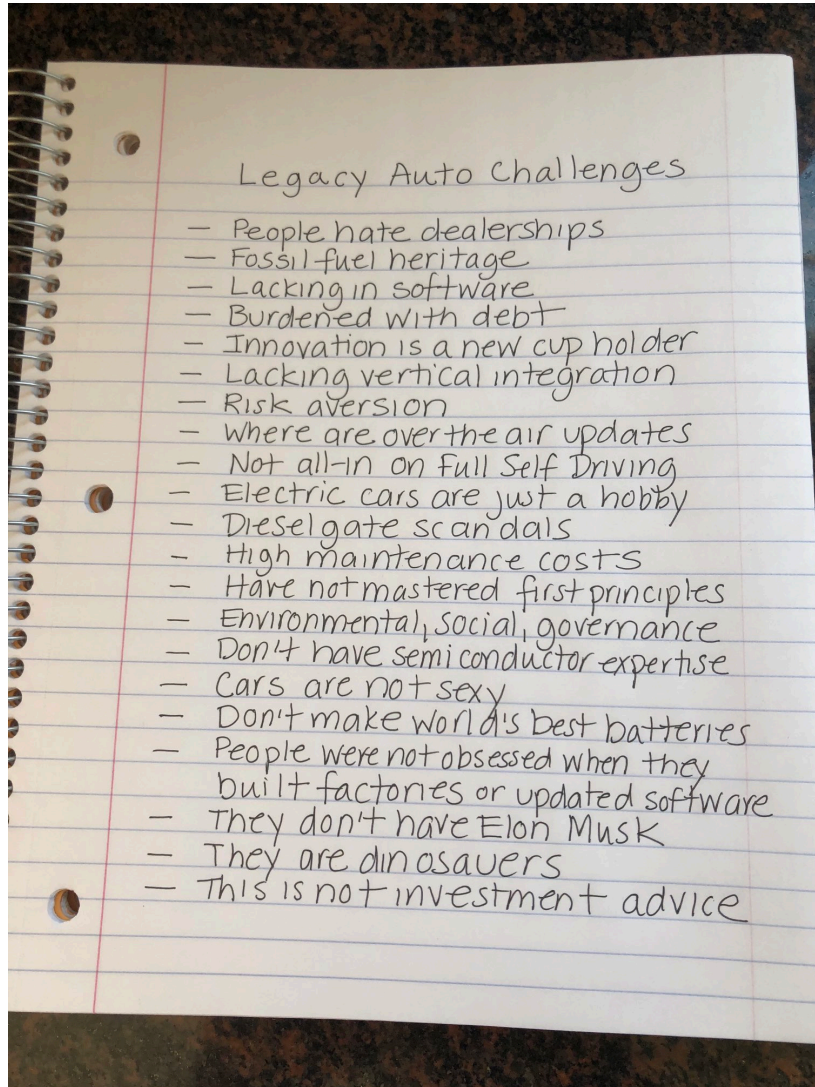 Legacy Auto Challenges
— People hate dealerships
— Fossil fuel heritage
— Lacking in software
— Burdened with debt
— Innovation is a new cup holder
— Lacking vertical integration
— Risk aversion
— Where are over the air updates
— Not all-in on Full Self Driving
— Electric cars are just a hobby
— Dieselgate scandals
— High maintenance costs
— Have not mastered first principles
— Environmental, social, governance
— Don't have semiconductor expertise
— Cars are not sexy
— Don't make world's best batteries
— People were not obsessed when they
built factories or updated software
— They don't have Elon Musk
— They are dinosauers
— This is not investment advice